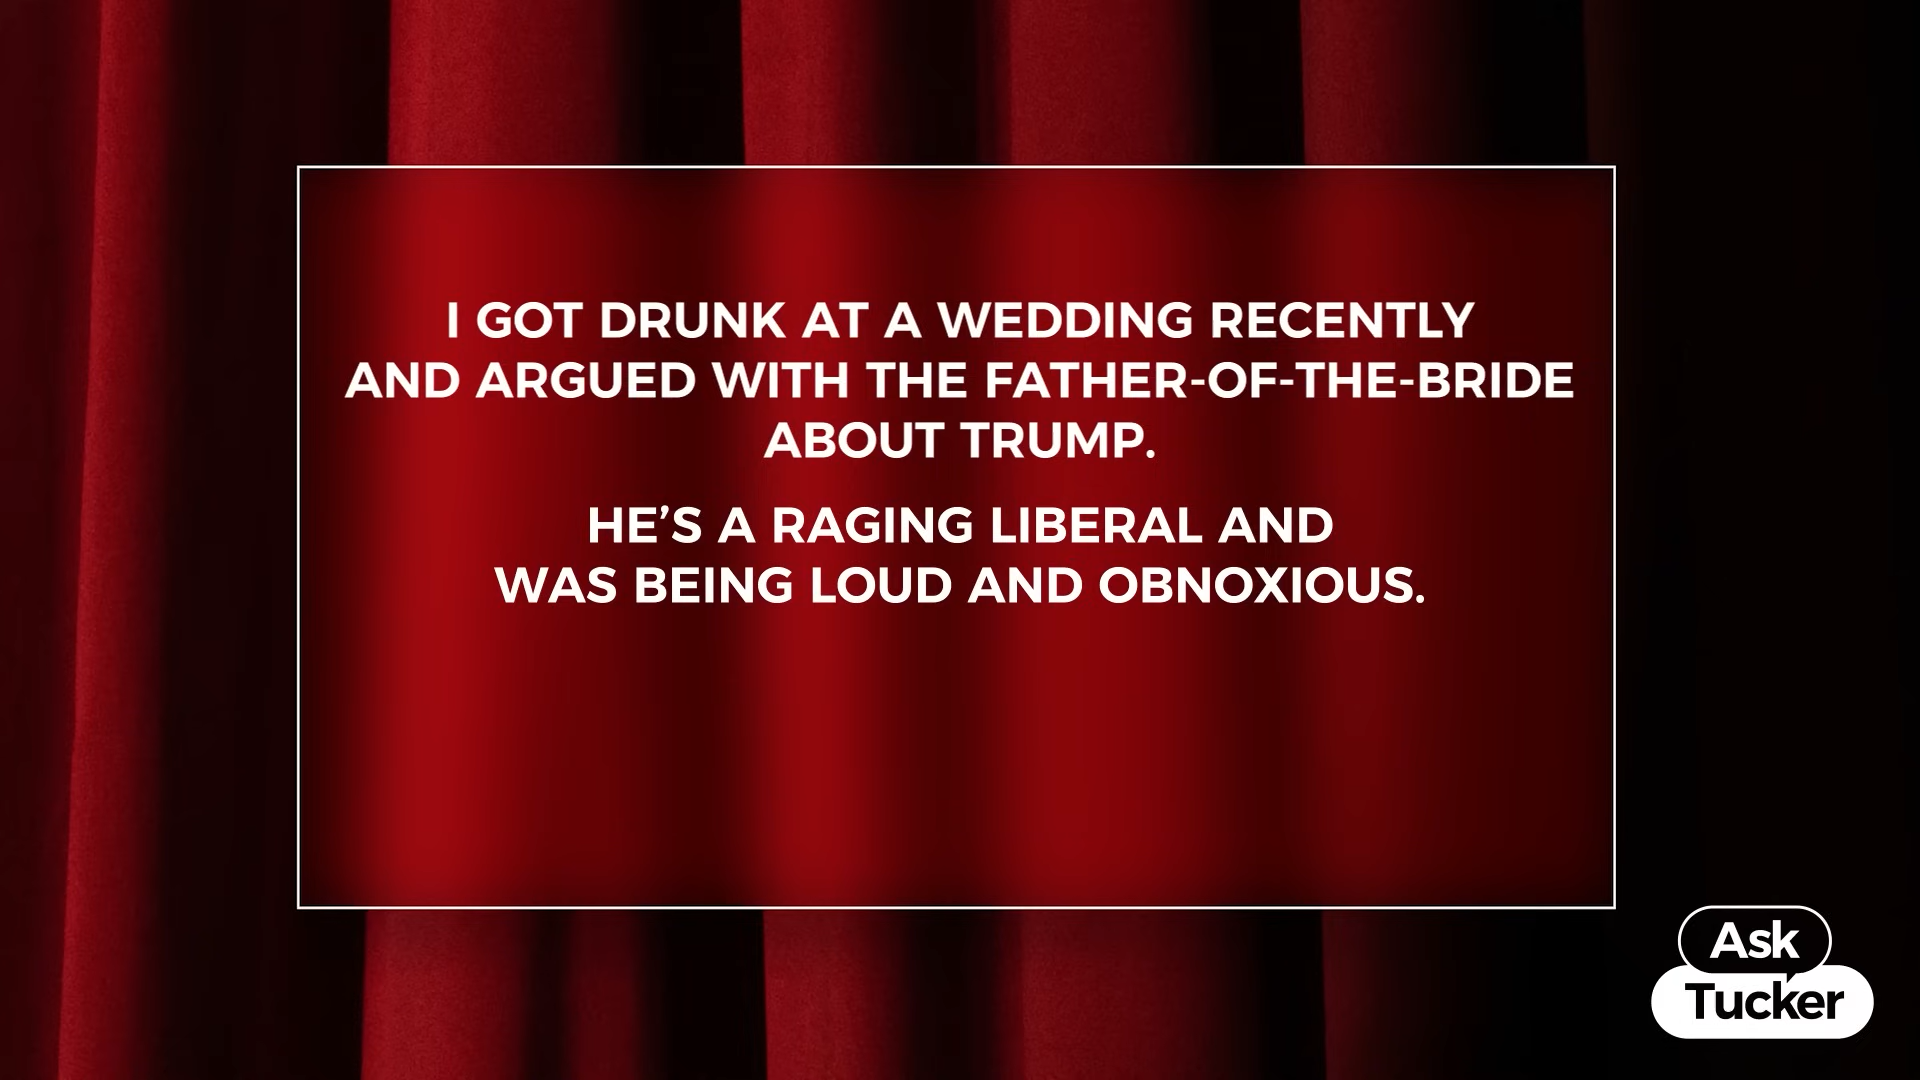 I GOT DRUNK AT A WEDDING RECENTLY
AND ARGUED WITH THE FATHER-OF-THE-BRIDE
ABOUT TRUMP.
HE’S A RAGING LIBERAL AND
WAS BEING LOUD AND OBNOXIOUS.
Ask
Tucker